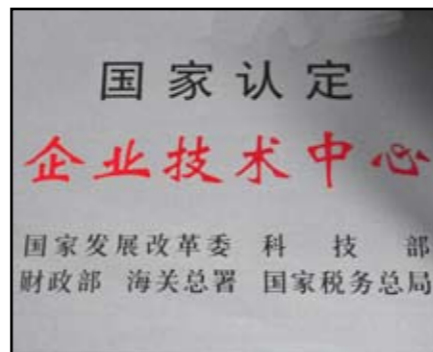 国家认定
企业技术中心
国家发展改革委 科技部
财政部 海关总署 国家税务总局